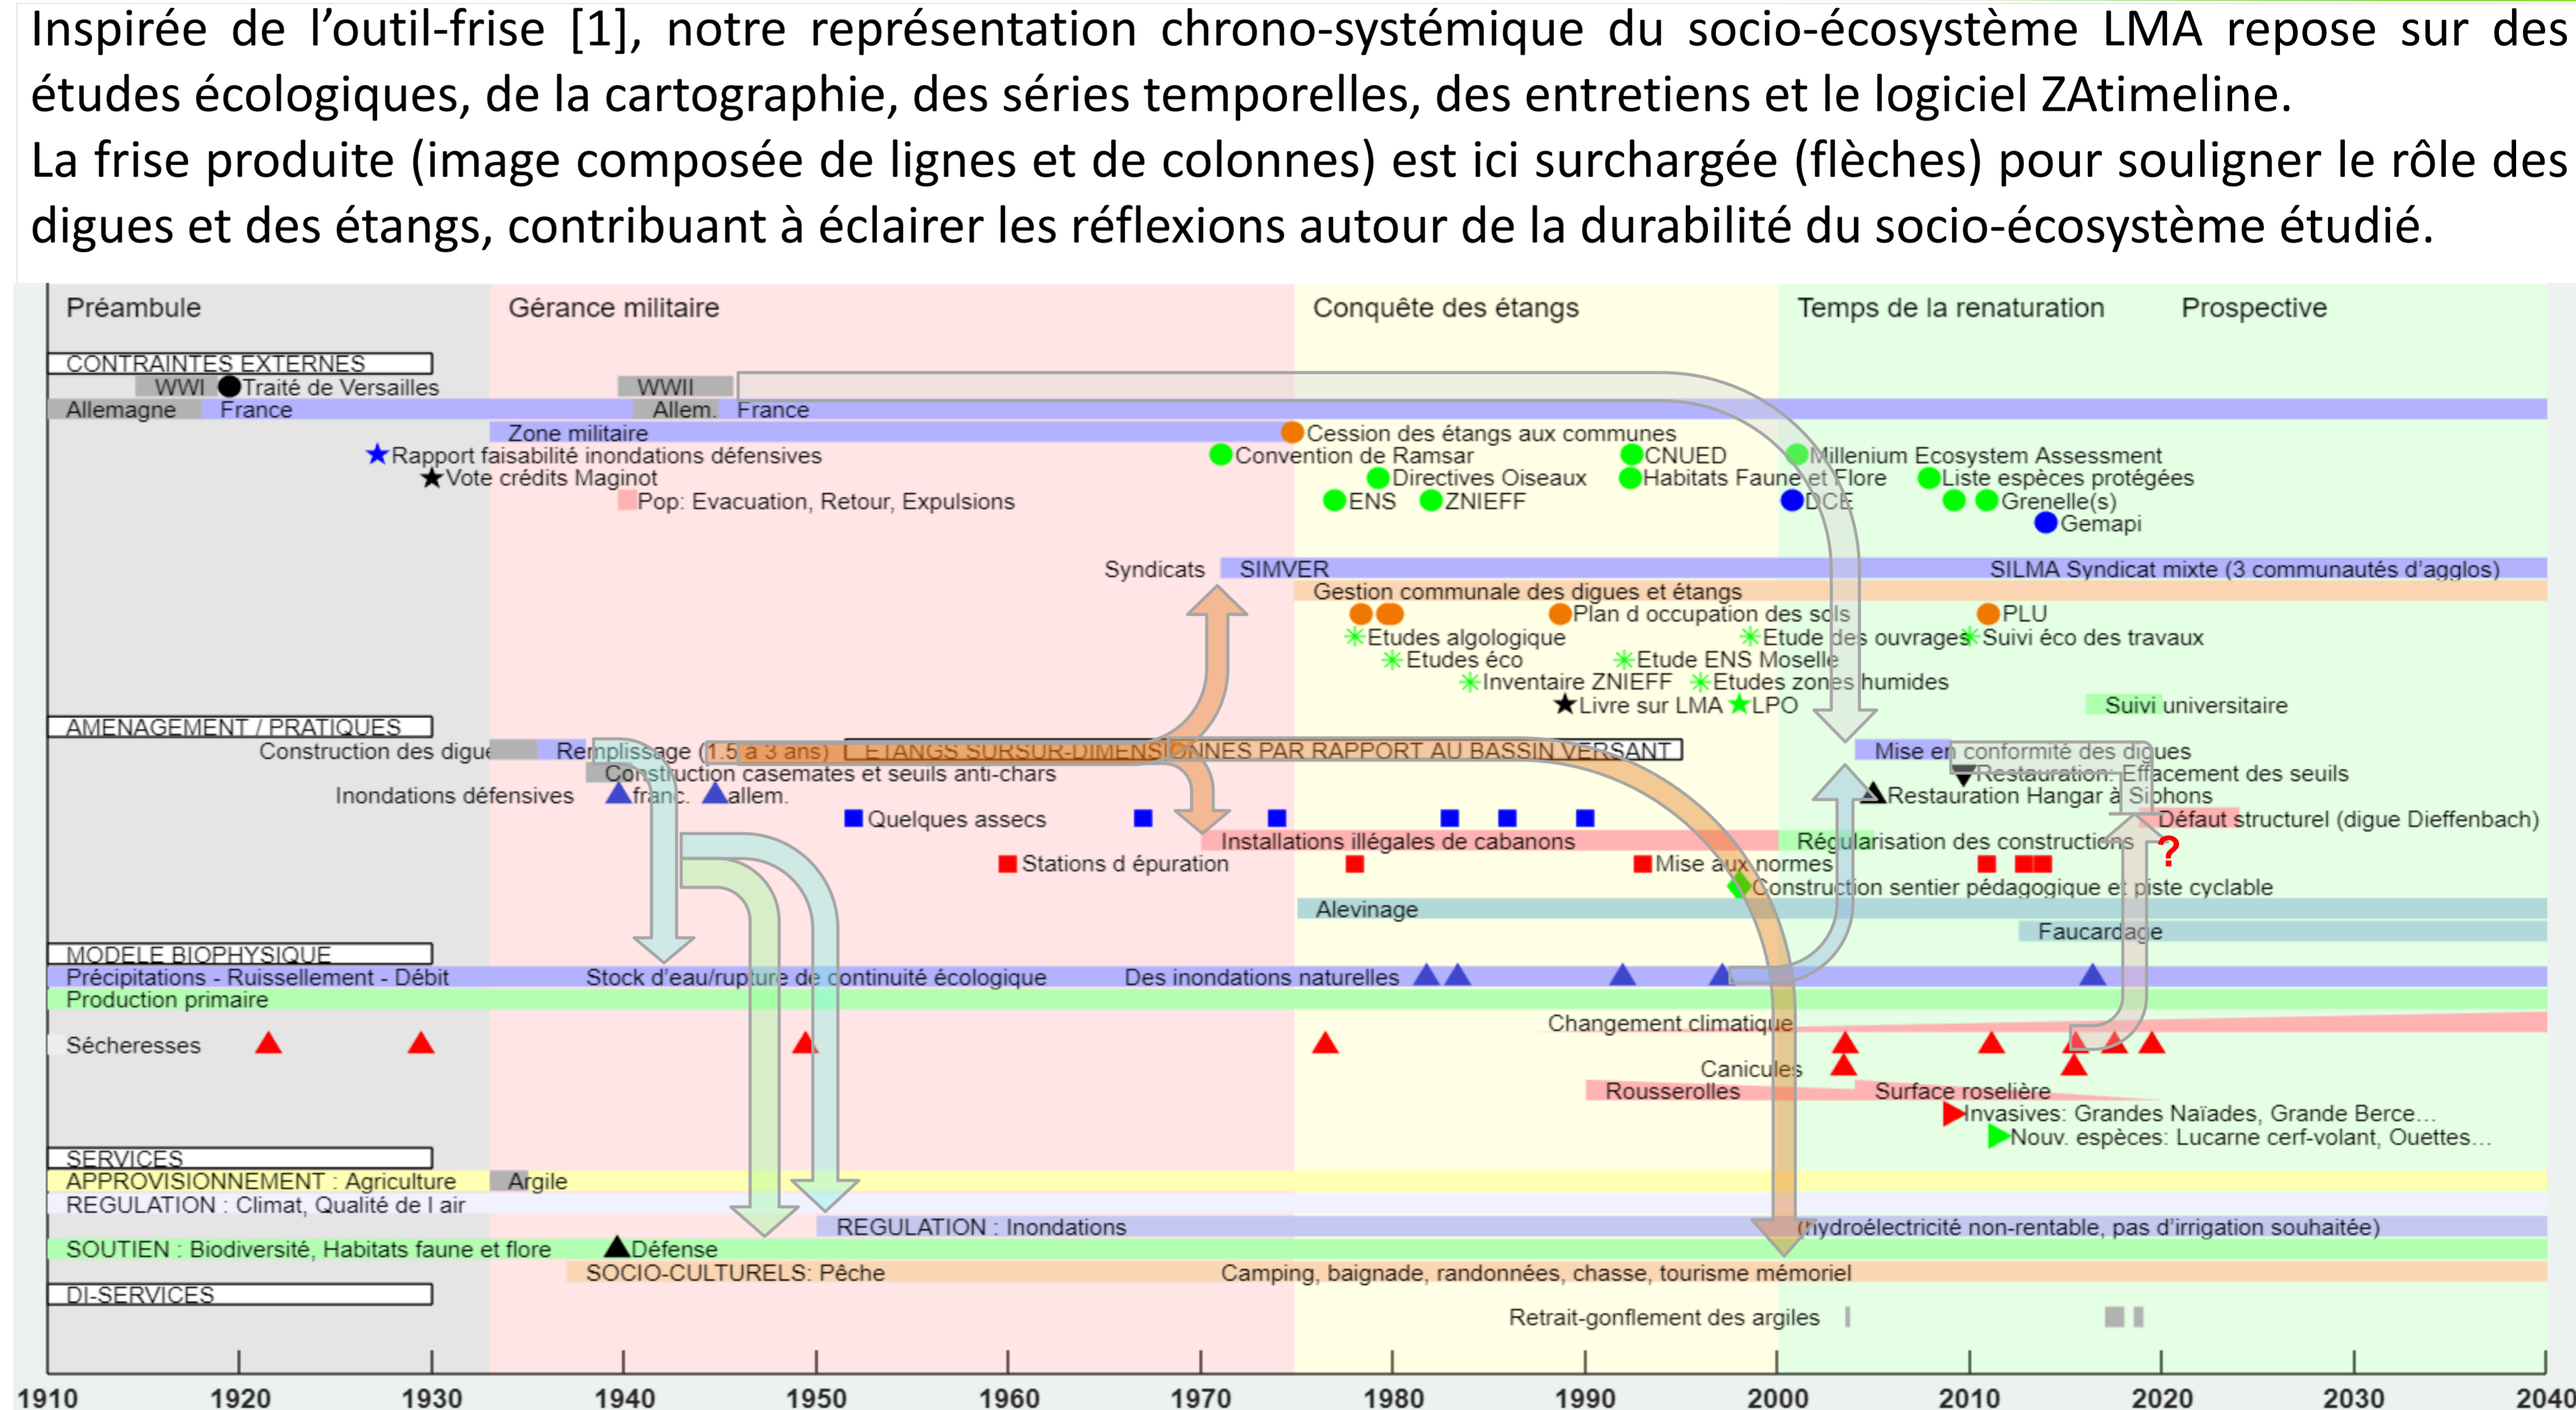 Inspirée de l’outil-frise [1], notre représentation chrono-systémique du socio-écosystème LMA repose sur des
études écologiques, de la cartographie, des séries temporelles, des entretiens et le logiciel ZAtimeline.
La frise produite (image composée de lignes et de colonnes) est ici surchargée (flèches) pour souligner le rôle des
digues et des étangs, contribuant à éclairer les réflexions autour de la durabilité du socio-écosystème étudié.
Préambule Gérance militaire Conquête des étangs Temps de la renaturation Prospective
CONTRAINTES EXTERNES
WWI Traité de Versailles WWII
Allemagne France Allem. France
Zone militaire Cession des étangs aux communes
Rapport faisabilité inondations défensives Convention de Ramsar CNUED Millenium Ecosystem Assessment
Vote crédits Maginot Directives Oiseaux Habitats Faune et Flore Liste espèces protégées
Pop: Evacuation, Retour, Expulsions ENS ZNIEFF DCE Grenelle(s)
Gemapi
Syndicats SIMVER SILMA Syndicat mixte (3 communautés d’agglos)
Gestion communale des digues et étangs
Plan d occupation des sols PLU
Etudes algologique Etude des ouvrages Suivi éco des travaux
Etudes éco Etude ENS Moselle
Inventaire ZNIEFF Etudes zones humides
Livre sur LMA LPO Suivi universitaire
AMENAGEMENT / PRATIQUES
Construction des digue Remplissage (1.5 a 3 ans) ETANGS SURSUR-DIMENSIONNES PAR RAPPORT AU BASSIN VERSANT Mise en conformité des digues
Construction casemates et seuils anti-chars Restauration: Effacement des seuils
Inondations défensives franc. allem. Restauration Hangar à Siphons
Quelques assecs Défaut structurel (digue Dieffenbach)
Installations illégales de cabanons Régularisation des constructions ?
Stations d épuration Mise aux normes
Construction sentier pédagogique et piste cyclable
Alevinage
Faucardage
MODELE BIOPHYSIQUE
Précipitations - Ruissellement - Débit Stock d’eau/rupture de continuité écologique Des inondations naturelles
Production primaire
Changement climatique
Sécheresses
Canicules
Rousserolles Surface roselière
Invasives: Grandes Naïades, Grande Berce…
Nouv. espèces: Lucarne cerf-volant, Ouettes…
SERVICES
APPROVISIONNEMENT : Agriculture Argile
REGULATION : Climat, Qualité de l air
REGULATION : Inondations (hydroélectricité non-rentable, pas d’irrigation souhaitée)
SOUTIEN : Biodiversité, Habitats faune et flore Défense
SOCIO-CULTURELS: Pêche Camping, baignade, randonnées, chasse, tourisme mémoriel
DI-SERVICES
Retrait-gonflement des argiles
1910 1920 1930 1940 1950 1960 1970 1980 1990 2000 2010 2020 2030 2040